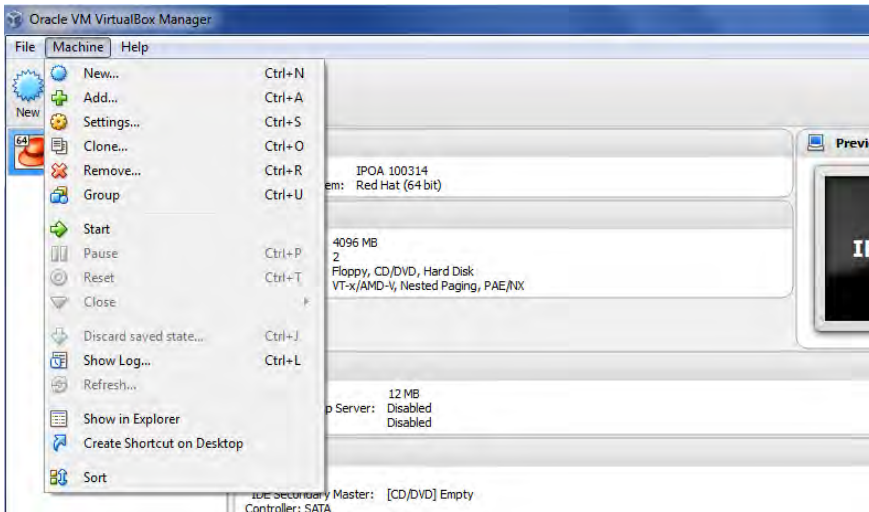 Oracle VM VirtualBox Manager
File Machine Help
New
64
New... Ctrl+N
Add... Ctrl+A
Settings... Ctrl+S
Clone... Ctrl+O
Remove... Ctrl+R
Group Ctrl+U
Start
Pause Ctrl+P
Reset Ctrl+T
Close
Discard saved state... Ctrl+J
Show Log... Ctrl+L
Refresh...
Show in Explorer
Create Shortcut on Desktop
Sort
IPOA 100314
em: Red Hat (64 bit)
4096 MB
2
Floppy, CD/DVD, Hard Disk
VT-x/AMD-V, Nested Paging, PAE/NX
12 MB
p Server: Disabled
Disabled
IDE Secondary Master: [CD/DVD] Empty
Controller: SATA
Previ